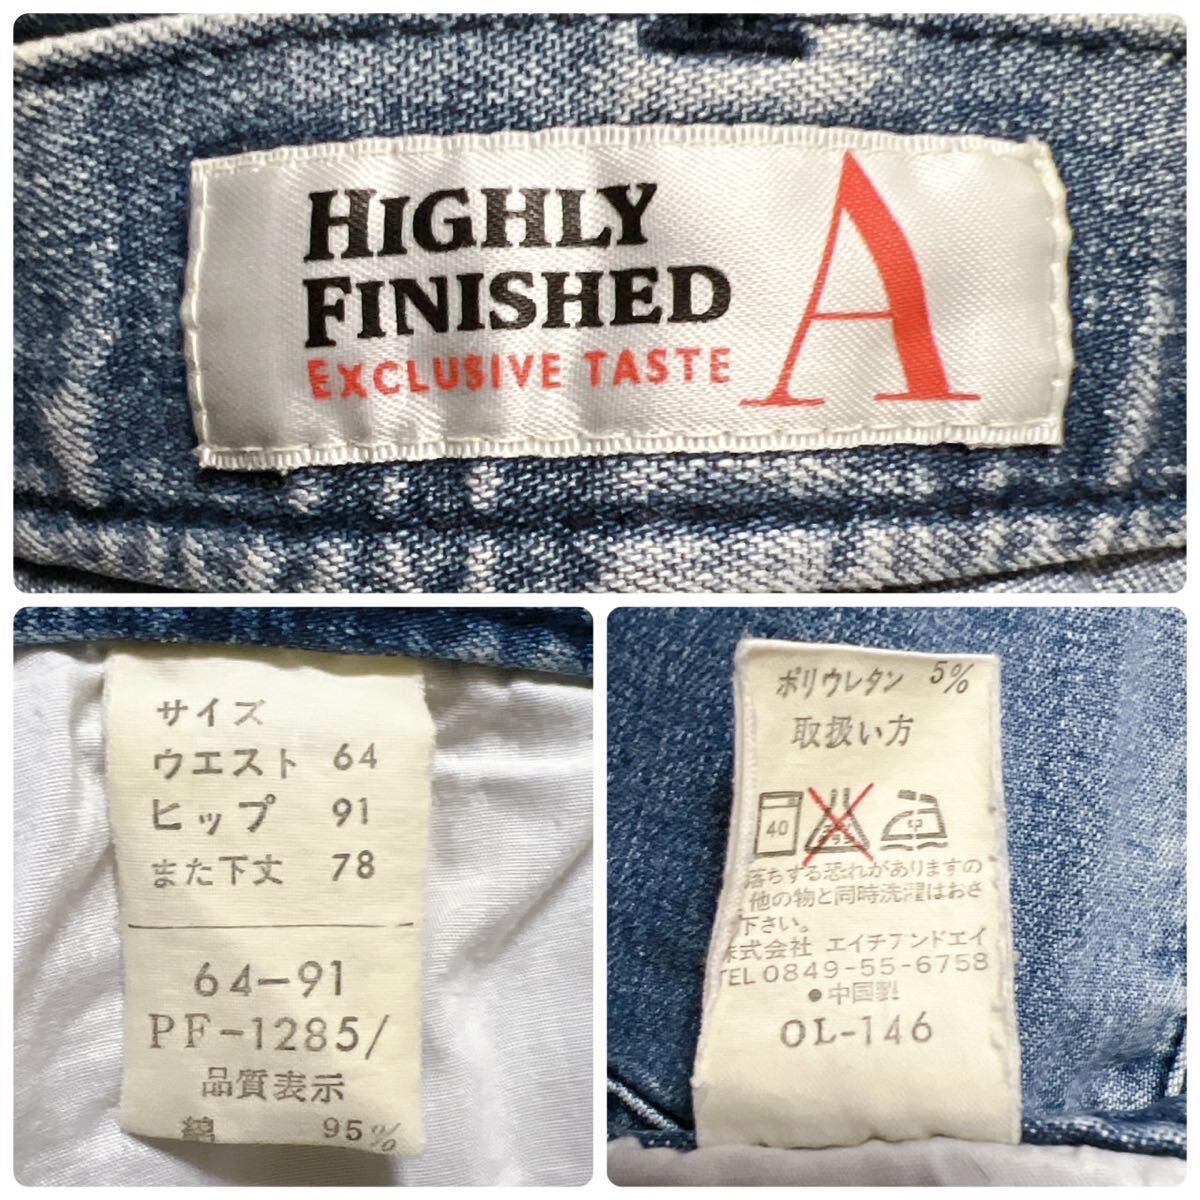 HIGHLY
FINISHED
EXCLUSIVE TASTE
A
サイズ
ウエスト 64
ヒップ 91
また下丈 78
64-91
PF-1285/
品質表示
綿 95%
ポリウレタン 5%
取扱い方
40
中
落ちする恐れがありますの
他の物と同時洗濯はおさ
下さい。
株式会社 エイチアンドエイ
TEL 0849-55-6758
●中国製
OL-146